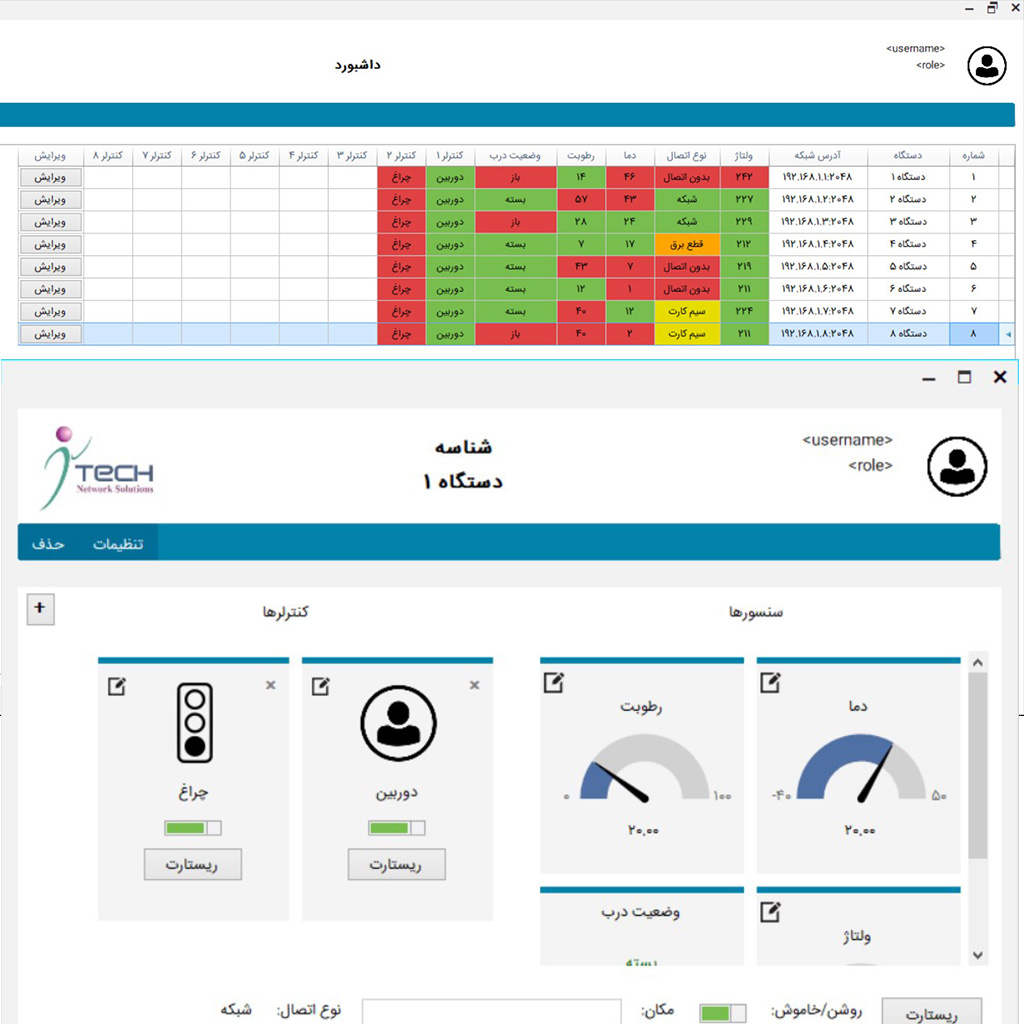 <username>
<role>
داشبورد
شماره دستگاه آدرس شبکه ولتاژ نوع اتصال دما رطوبت وضعیت درب کنترلر ۱ کنترلر ۲ کنترلر ۳ کنترلر ۴ کنترلر ۵ کنترلر ۶ کنترلر ۷ کنترلر ۸ ویرایش
۱ دستگاه ۱ ۱۹۲.۱۶۸.۱.۱:۲۰۴۸ ۲۴۲ بدون اتصال ۴۶ ۱۴ باز دوربین چراغ ویرایش
۲ دستگاه ۲ ۱۹۲.۱۶۸.۱.۲:۲۰۴۸ ۲۲۷ شبکه ۴۳ ۵۷ بسته دوربین چراغ ویرایش
۳ دستگاه ۳ ۱۹۲.۱۶۸.۱.۳:۲۰۴۸ ۲۲۹ شبکه ۲۴ ۲۸ باز دوربین چراغ ویرایش
۴ دستگاه ۴ ۱۹۲.۱۶۸.۱.۴:۲۰۴۸ ۲۱۲ قطع برق ۱۷ ۷ بسته دوربین چراغ ویرایش
۵ دستگاه ۵ ۱۹۲.۱۶۸.۱.۵:۲۰۴۸ ۲۱۹ بدون اتصال ۷ ۴۳ بسته دوربین چراغ ویرایش
۶ دستگاه ۶ ۱۹۲.۱۶۸.۱.۶:۲۰۴۸ ۲۱۱ بدون اتصال ۱ ۱۲ بسته دوربین چراغ ویرایش
۷ دستگاه ۷ ۱۹۲.۱۶۸.۱.۷:۲۰۴۸ ۲۲۴ سیم کارت ۱۲ ۴۰ بسته دوربین چراغ ویرایش
۸ دستگاه ۸ ۱۹۲.۱۶۸.۱.۸:۲۰۴۸ ۲۱۱ سیم کارت ۲ ۴۰ باز دوربین چراغ ویرایش
<username>
<role>
شناسه
دستگاه ۱
iTECH
Network Solutions
تنظیمات حذف
سنسورها
کنترلرها
+
دما
-۴۰ ۵۰
۲۰.۰۰
رطوبت
۰ ۱۰۰
۲۰.۰۰
دوربین
ریستارت
چراغ
ریستارت
ولتاژ
وضعیت درب
بسته
ریستارت
روشن/خاموش:
مکان:
نوع اتصال: شبکه